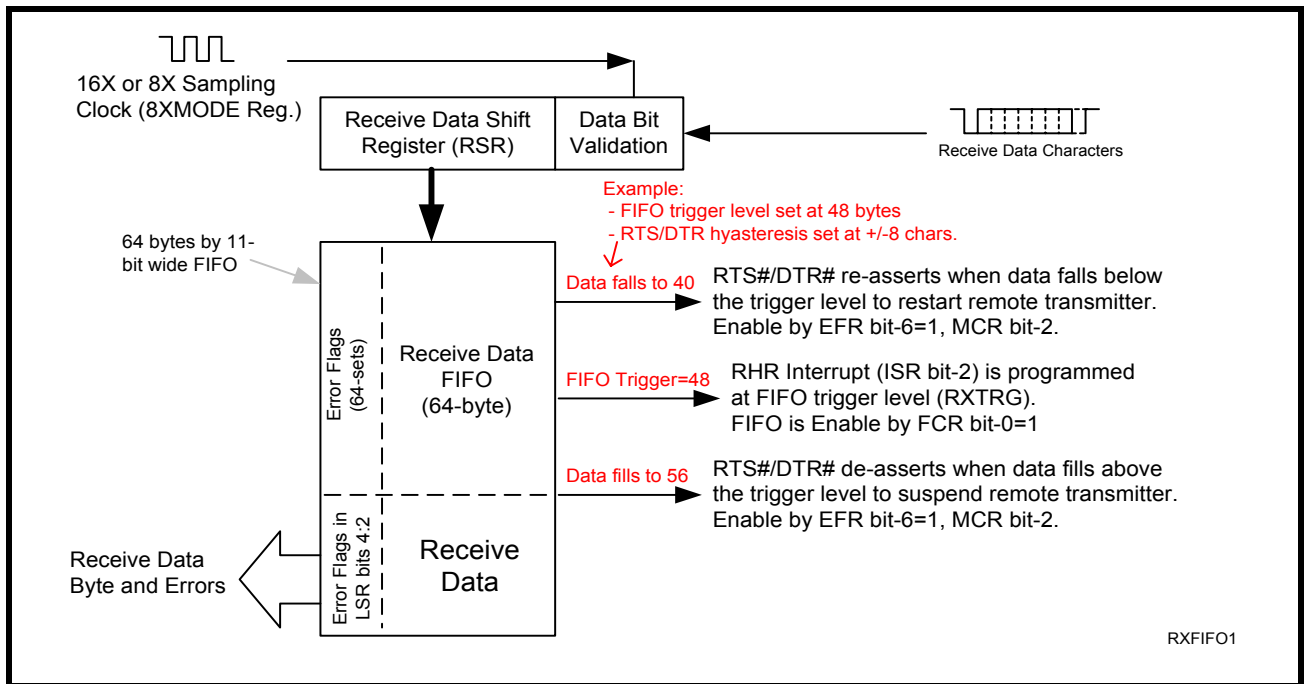 16X or 8X Sampling
Clock (8XMODE Reg.)
Receive Data Shift
Register (RSR)
Data Bit
Validation
Receive Data Characters
Example:
- FIFO trigger level set at 48 bytes
- RTS/DTR hyasteresis set at +/-8 chars.
64 bytes by 11-
bit wide FIFO
Error Flags
(64-sets)
Receive Data
FIFO
(64-byte)
Data falls to 40
RTS#/DTR# re-asserts when data falls below
the trigger level to restart remote transmitter.
Enable by EFR bit-6=1, MCR bit-2.
FIFO Trigger=48
RHR Interrupt (ISR bit-2) is programmed
at FIFO trigger level (RXTRG).
FIFO is Enable by FCR bit-0=1
Data fills to 56
RTS#/DTR# de-asserts when data fills above
the trigger level to suspend remote transmitter.
Enable by EFR bit-6=1, MCR bit-2.
Error Flags in
LSR bits 4:2
Receive
Data
Receive Data
Byte and Errors
RXFIFO1